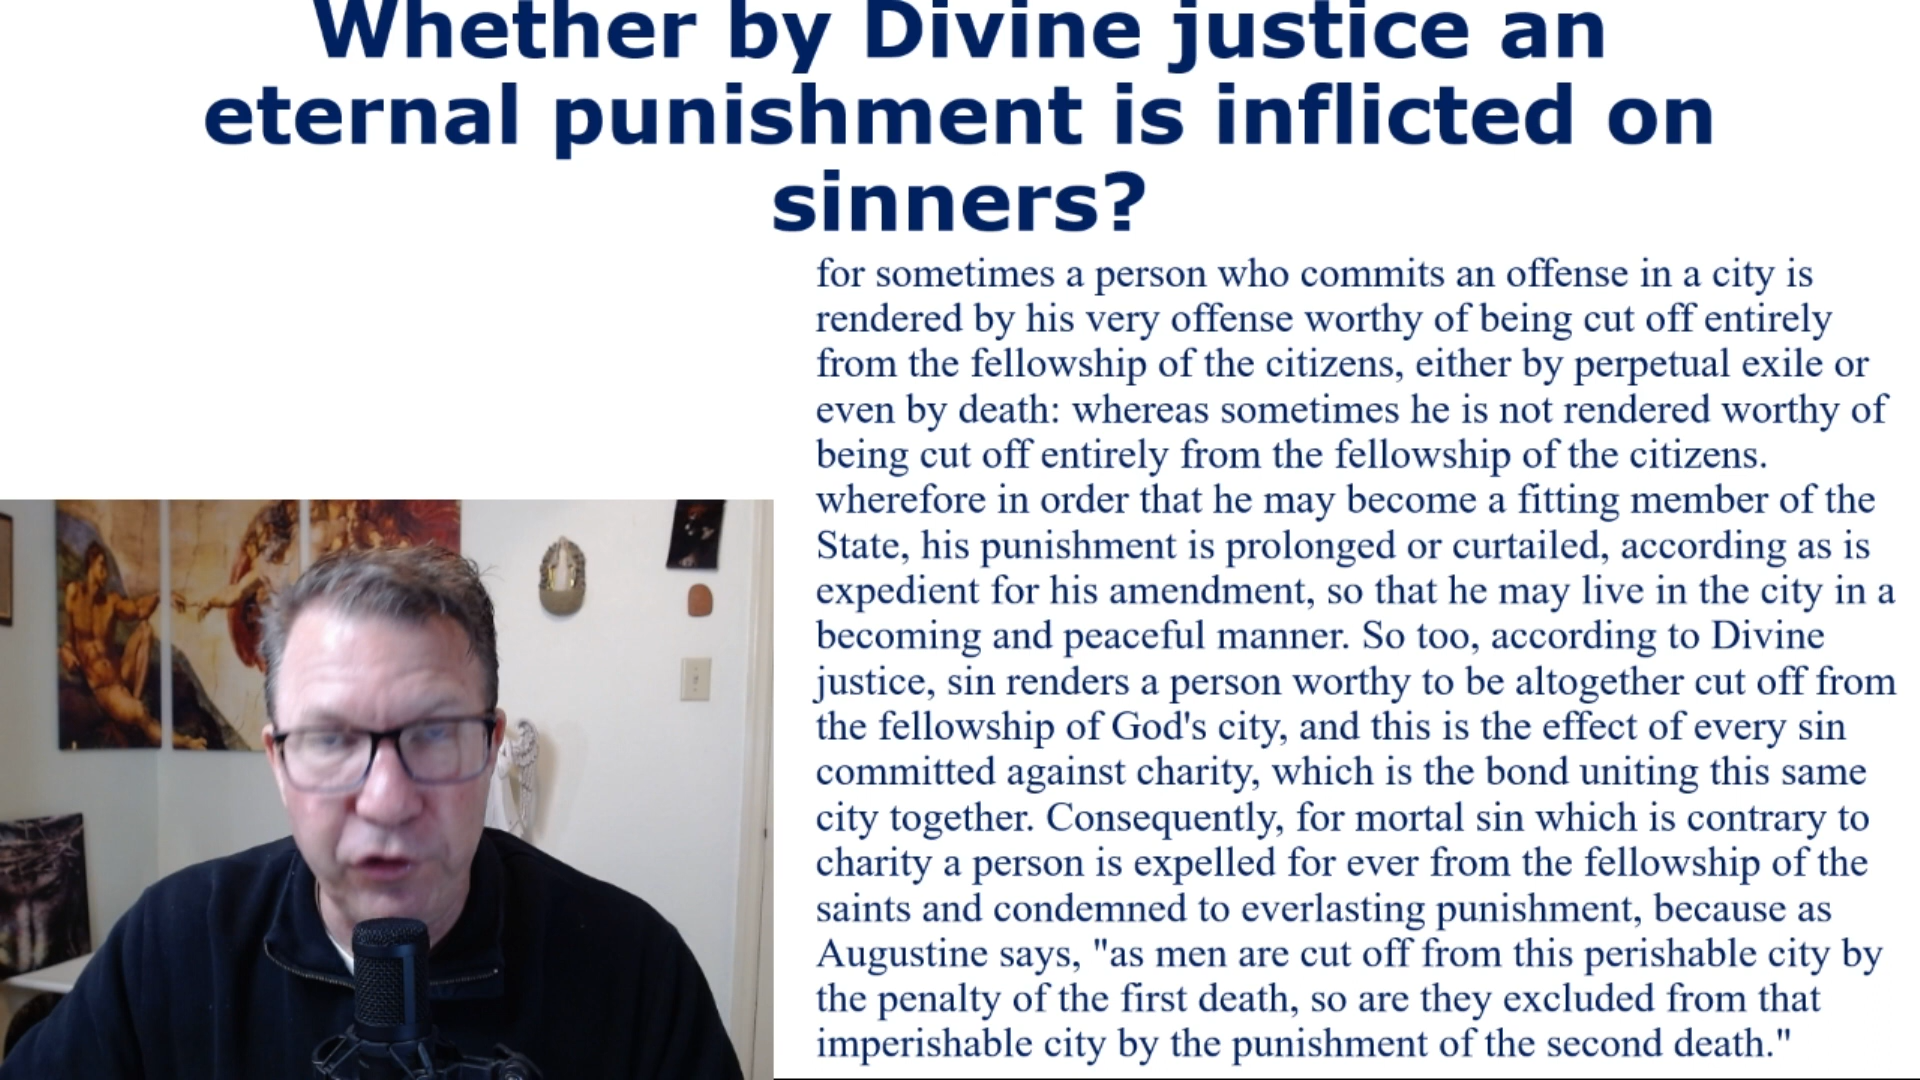 Whether by Divine justice an
eternal punishment is inflicted on
sinners?
for sometimes a person who commits an offense in a city is
rendered by his very offense worthy of being cut off entirely
from the fellowship of the citizens, either by perpetual exile or
even by death: whereas sometimes he is not rendered worthy of
being cut off entirely from the fellowship of the citizens.
wherefore in order that he may become a fitting member of the
State, his punishment is prolonged or curtailed, according as is
expedient for his amendment, so that he may live in the city in a
becoming and peaceful manner. So too, according to Divine
justice, sin renders a person worthy to be altogether cut off from
the fellowship of God's city, and this is the effect of every sin
committed against charity, which is the bond uniting this same
city together. Consequently, for mortal sin which is contrary to
charity a person is expelled for ever from the fellowship of the
saints and condemned to everlasting punishment, because as
Augustine says, "as men are cut off from this perishable city by
the penalty of the first death, so are they excluded from that
imperishable city by the punishment of the second death."